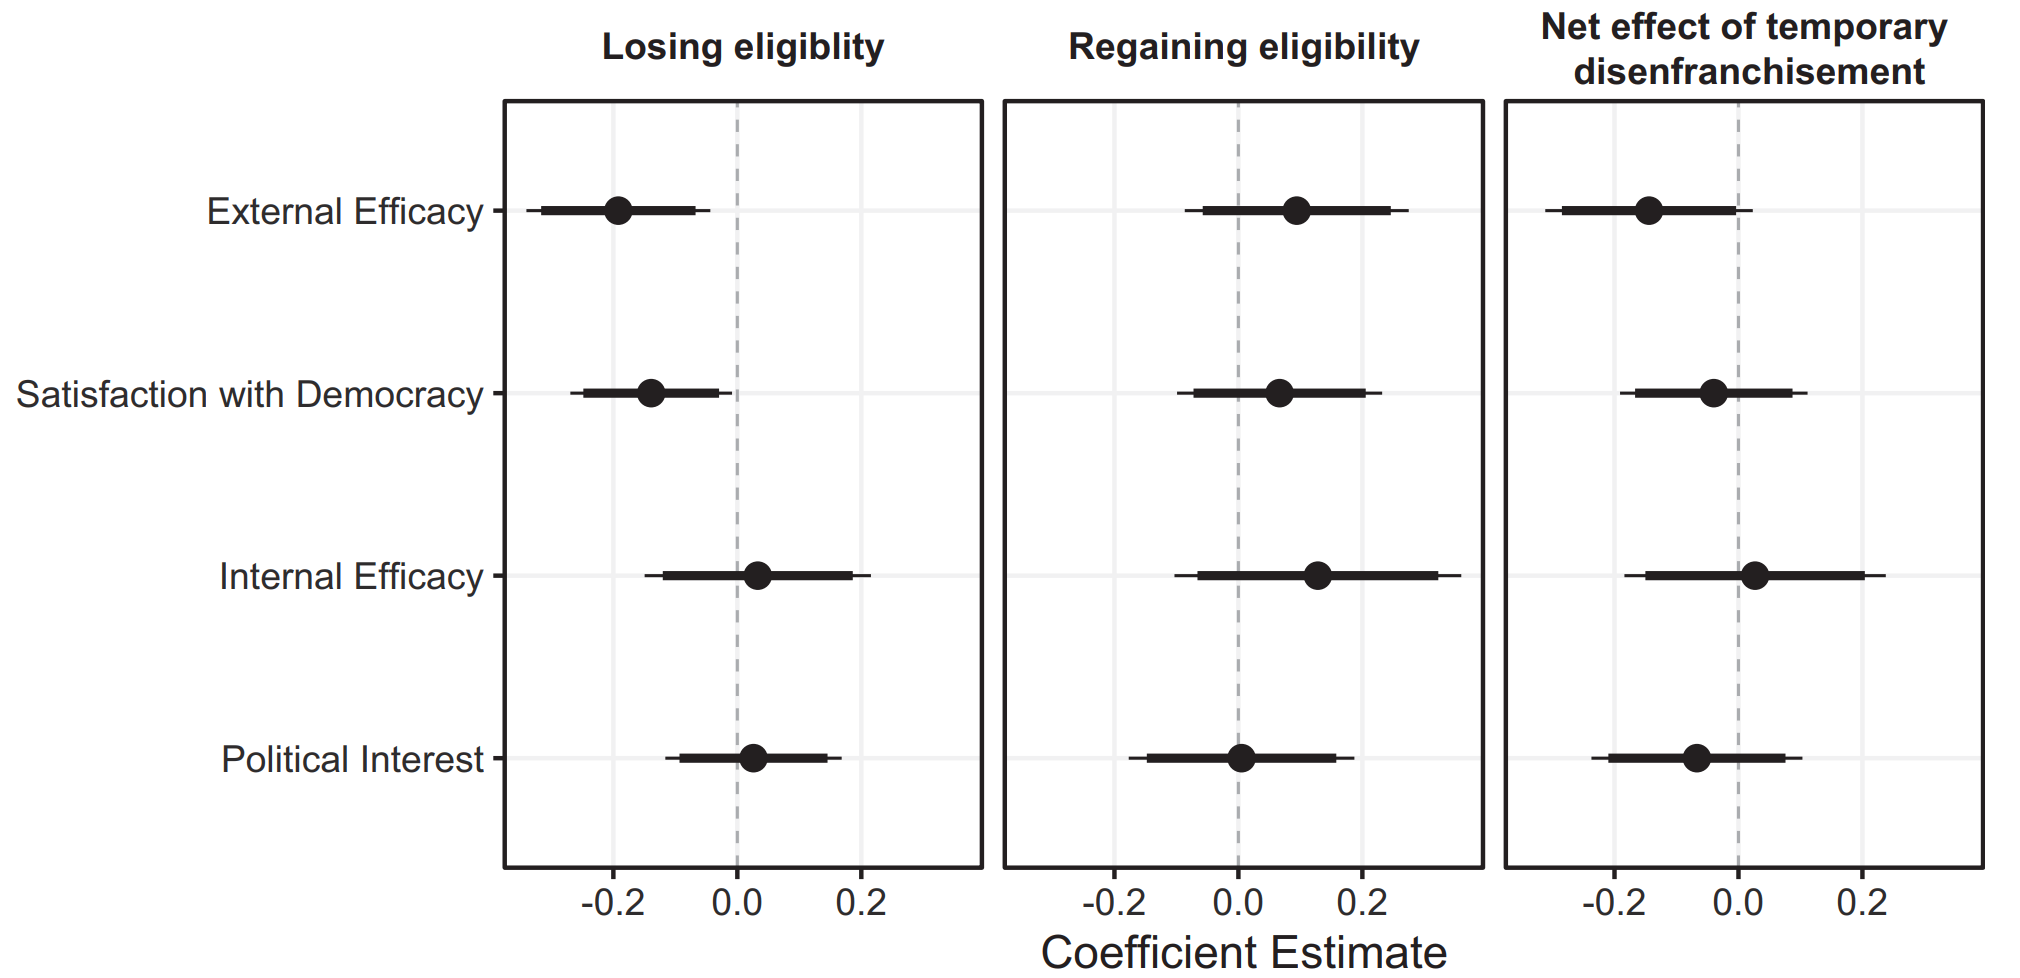 Losing eligiblity
Regaining eligibility
Net effect of temporary
disenfranchisement
External Efficacy
Satisfaction with Democracy
Internal Efficacy
Political Interest
-0.2 0.0 0.2
-0.2 0.0 0.2
-0.2 0.0 0.2
Coefficient Estimate